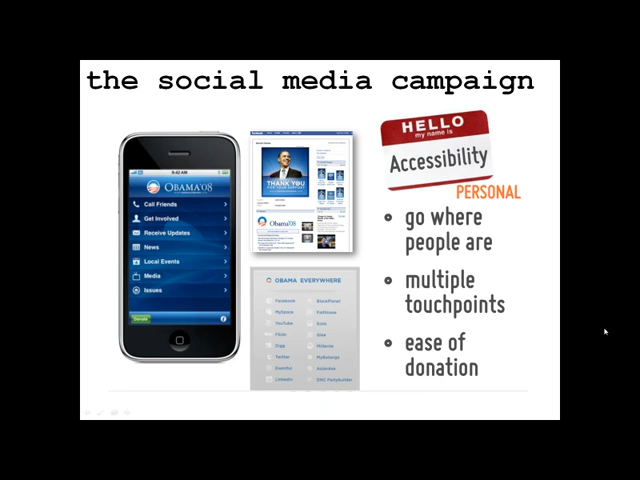 the social media campaign
HELLO
my name is
Accessibility
PERSONAL
go where
people are
multiple
touchpoints
ease of
donation
9:42 AM
OBAMA'08
Call Friends
Get Involved
Receive Updates
News
Local Events
Media
Issues
Donate
THANK YOU
FOR YOUR SUPPORT
Obama'08
OBAMA EVERYWHERE
Facebook
BlackPlanet
MySpace
Faithbase
YouTube
Eons
Flickr
Glee
Digg
MiGente
Twitter
MyBatanga
Eventful
AsianAve
LinkedIn
DNC Partybuilder